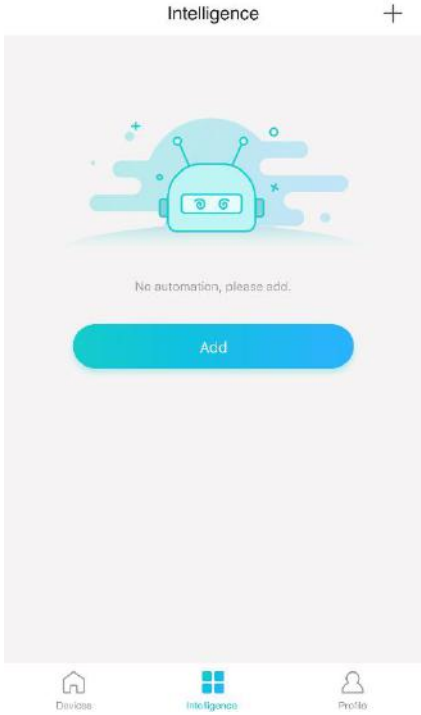 Intelligence
No automation, please add.
Add
Devices
Intelligence
Profile